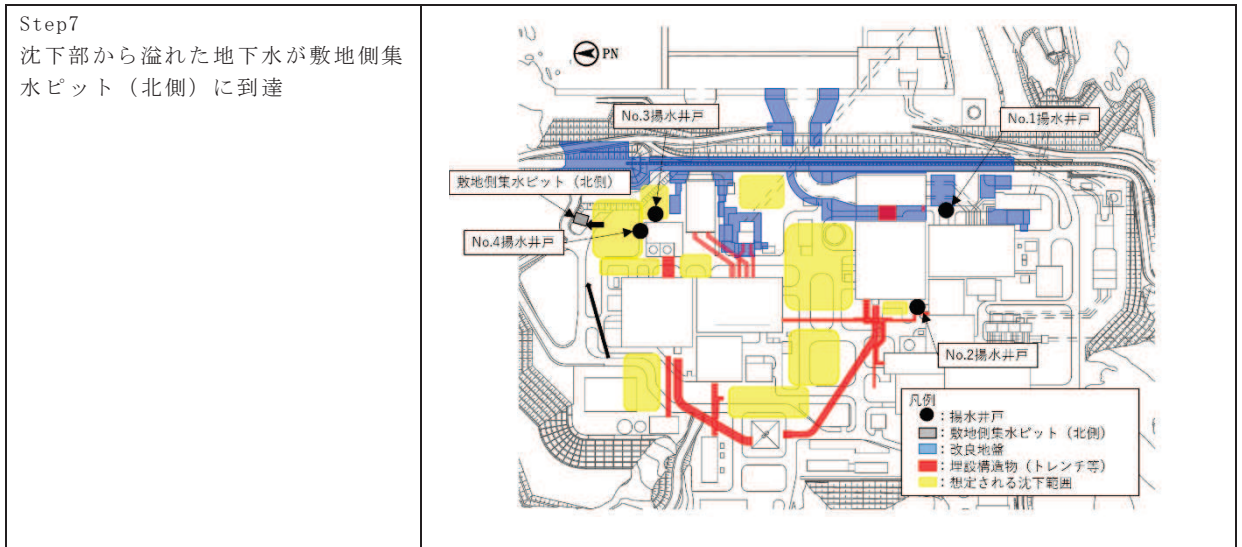 Step7
沈下部から溢れた地下水が敷地側集
水ピット（北側）に到達
PN
No.3揚水井戸
No.1揚水井戸
敷地側集水ピット（北側）
No.4揚水井戸
No.2揚水井戸
凡例
：揚水井戸
：敷地側集水ピット（北側）
：改良地盤
：埋設構造物（トレンチ等）
：想定される沈下範囲